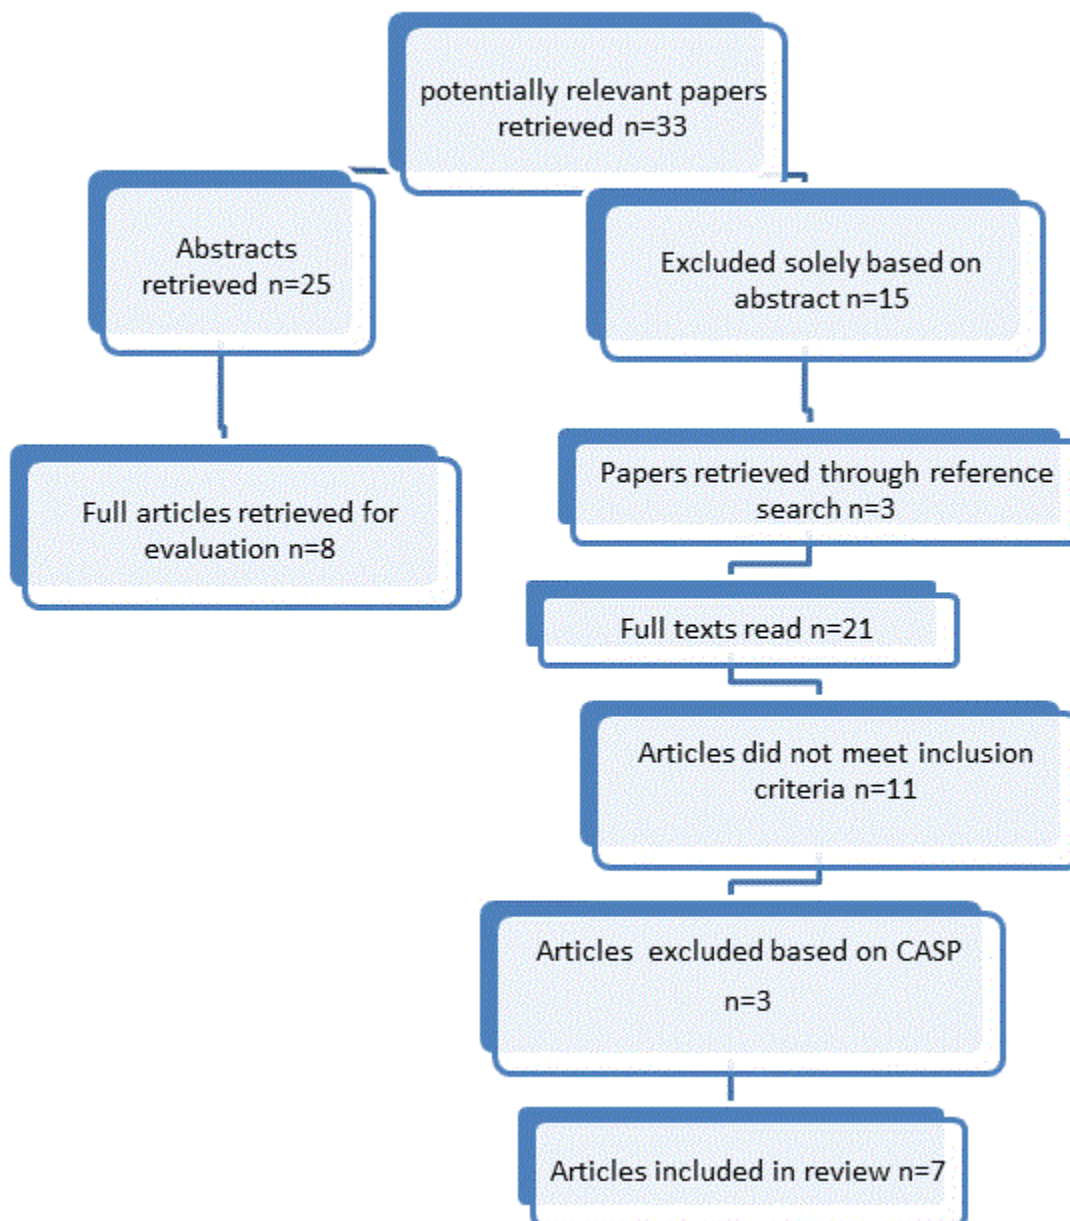 potentially relevant papers
retrieved n=33
Abstracts
retrieved n=25
Excluded solely based on
abstract n=15
Full articles retrieved for
evaluation n=8
Papers retrieved through reference
search n=3
Full texts read n=21
Articles did not meet inclusion
criteria n=11
Articles excluded based on CASP
n=3
Articles included in review n=7